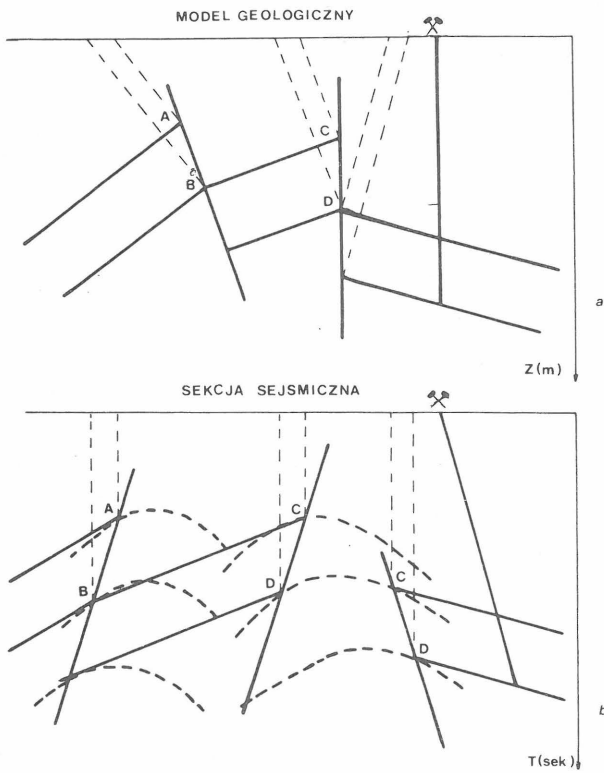 MODEL GEOLOGICZNY
A
C
B
D
a
Z(m)
SEKCJA SEJSMICZNA
A
C
B
D
C
D
b
T(sek)